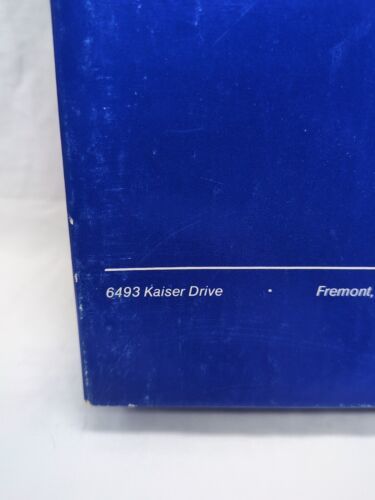 6493 Kaiser Drive · Fremont,